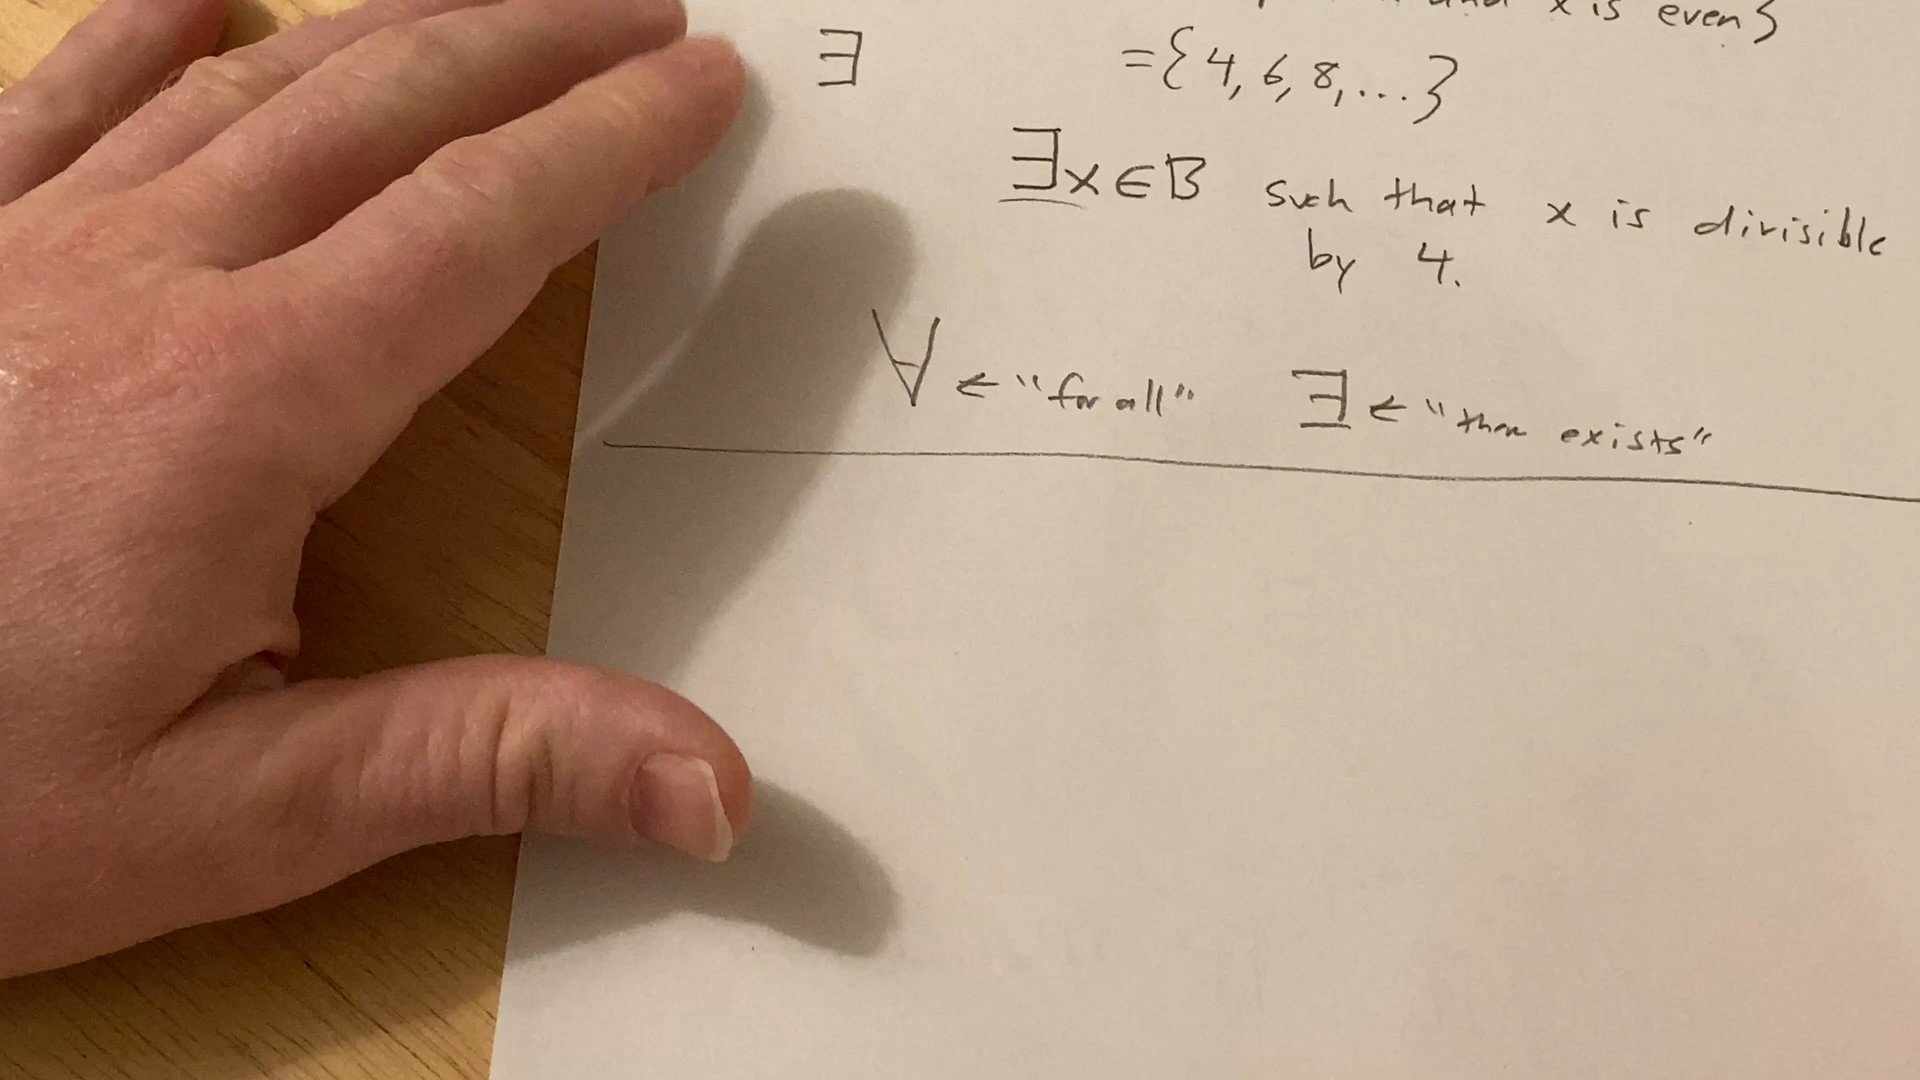 x is even}
∃ ={4, 6, 8, ...}
∃x∈B such that x is divisible
by 4.
∀ ← "for all" ∃ ← "there exists"